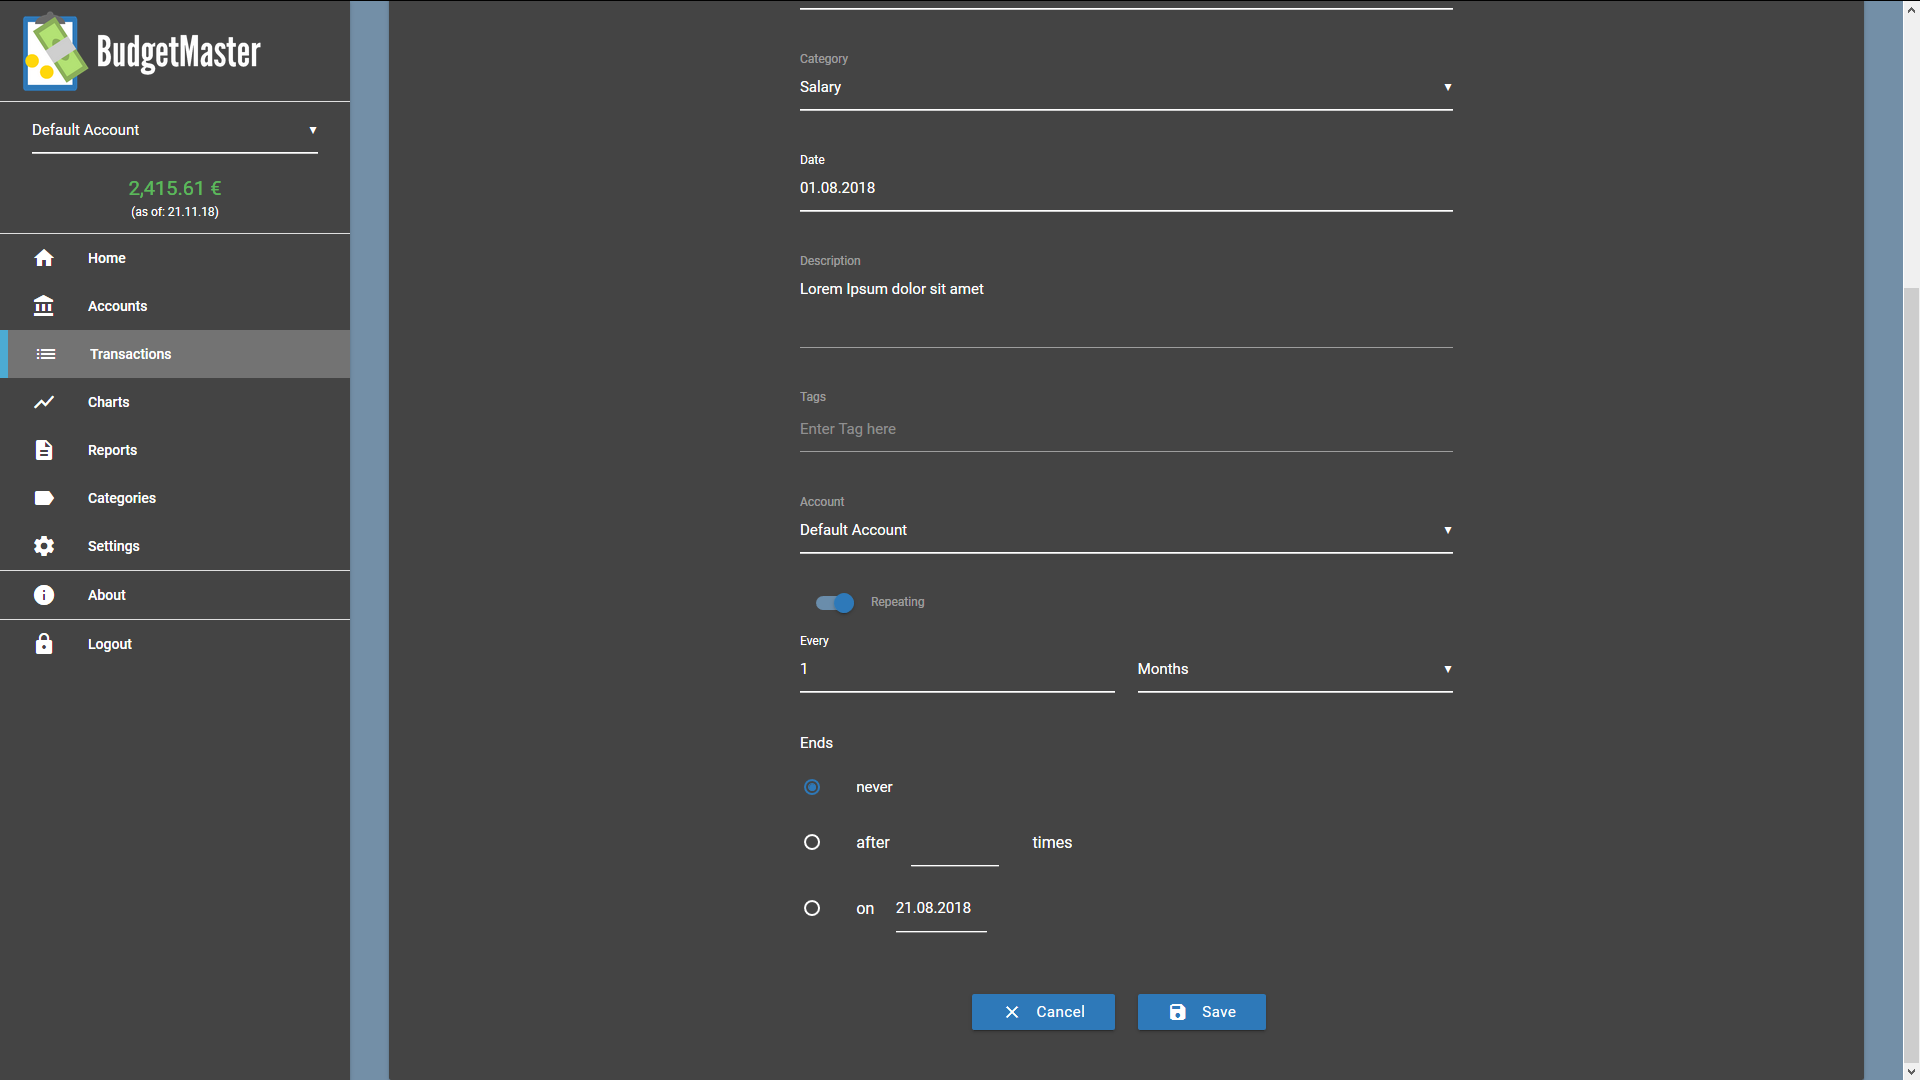 BudgetMaster
Default Account
2,415.61 €
(as of: 21.11.18)
Home
Accounts
Transactions
Charts
Reports
Categories
Settings
About
Logout
Category
Salary
Date
01.08.2018
Description
Lorem Ipsum dolor sit amet
Tags
Enter Tag here
Account
Default Account
Repeating
Every
1 Months
Ends
never
after times
on 21.08.2018
Cancel Save